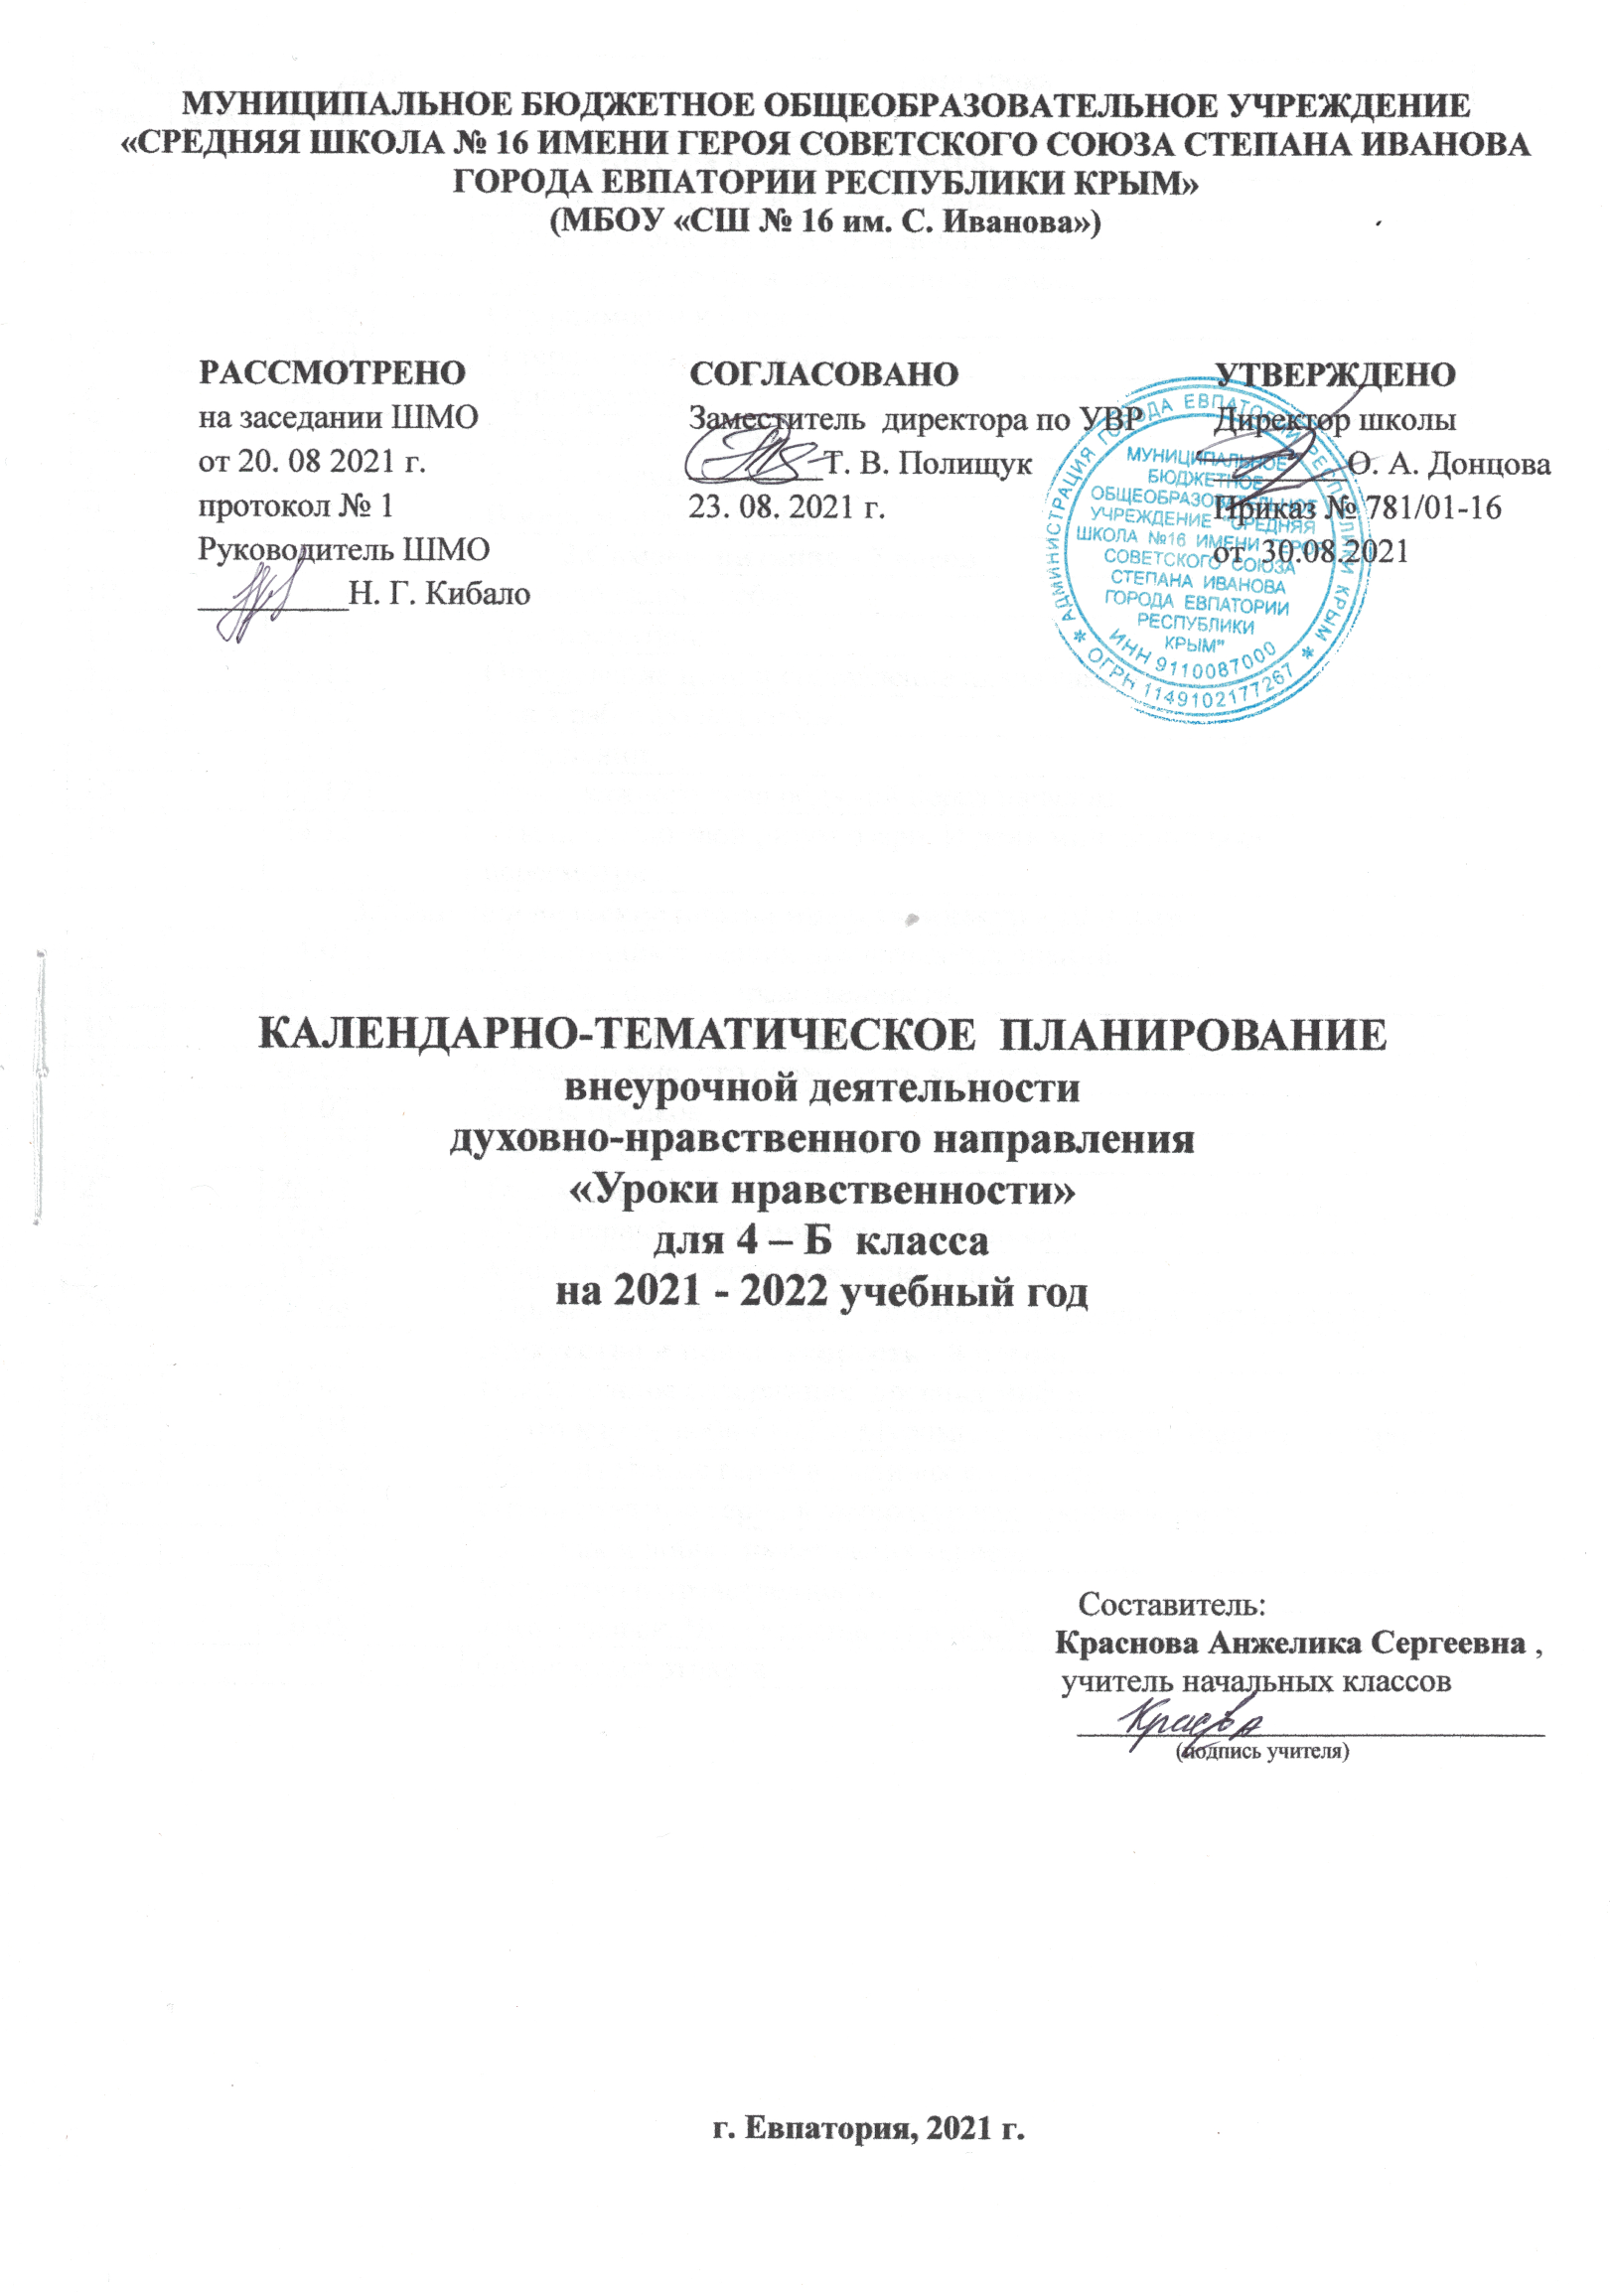 МУНИЦИПАЛЬНОЕ БЮДЖЕТНОЕ ОБЩЕОБРАЗОВАТЕЛЬНОЕ УЧРЕЖДЕНИЕ
«СРЕДНЯЯ ШКОЛА № 16 ИМЕНИ ГЕРОЯ СОВЕТСКОГО СОЮЗА СТЕПАНА ИВАНОВА
ГОРОДА ЕВПАТОРИИ РЕСПУБЛИКИ КРЫМ»
(МБОУ «СШ № 16 им. С. Иванова»)
РАССМОТРЕНО
на заседании ШМО
от 20. 08 2021 г.
протокол № 1
Руководитель ШМО
Н. Г. Кибало
СОГЛАСОВАНО
Заместитель директора по УВР
Т. В. Полищук
23. 08. 2021 г.
УТВЕРЖДЕНО
Директор школы
О. А. Донцова
Приказ № 781/01-16
от 30.08.2021
АДМИНИСТРАЦИЯ ГОРОДА ЕВПАТОРИИ РЕСПУБЛИКИ КРЫМ
МУНИЦИПАЛЬНОЕ
БЮДЖЕТНОЕ
ОБЩЕОБРАЗОВАТЕЛЬНОЕ
УЧРЕЖДЕНИЕ "СРЕДНЯЯ
ШКОЛА №16 ИМЕНИ ГЕРОЯ
СОВЕТСКОГО СОЮЗА
СТЕПАНА ИВАНОВА
ГОРОДА ЕВПАТОРИИ
РЕСПУБЛИКИ
КРЫМ"
ИНН 9110087000
ОГРН 1149102177267
КАЛЕНДАРНО-ТЕМАТИЧЕСКОЕ ПЛАНИРОВАНИЕ
внеурочной деятельности
духовно-нравственного направления
«Уроки нравственности»
для 4 – Б класса
на 2021 - 2022 учебный год
Составитель:
Краснова Анжелика Сергеевна ,
учитель начальных классов
(подпись учителя)
г. Евпатория, 2021 г.